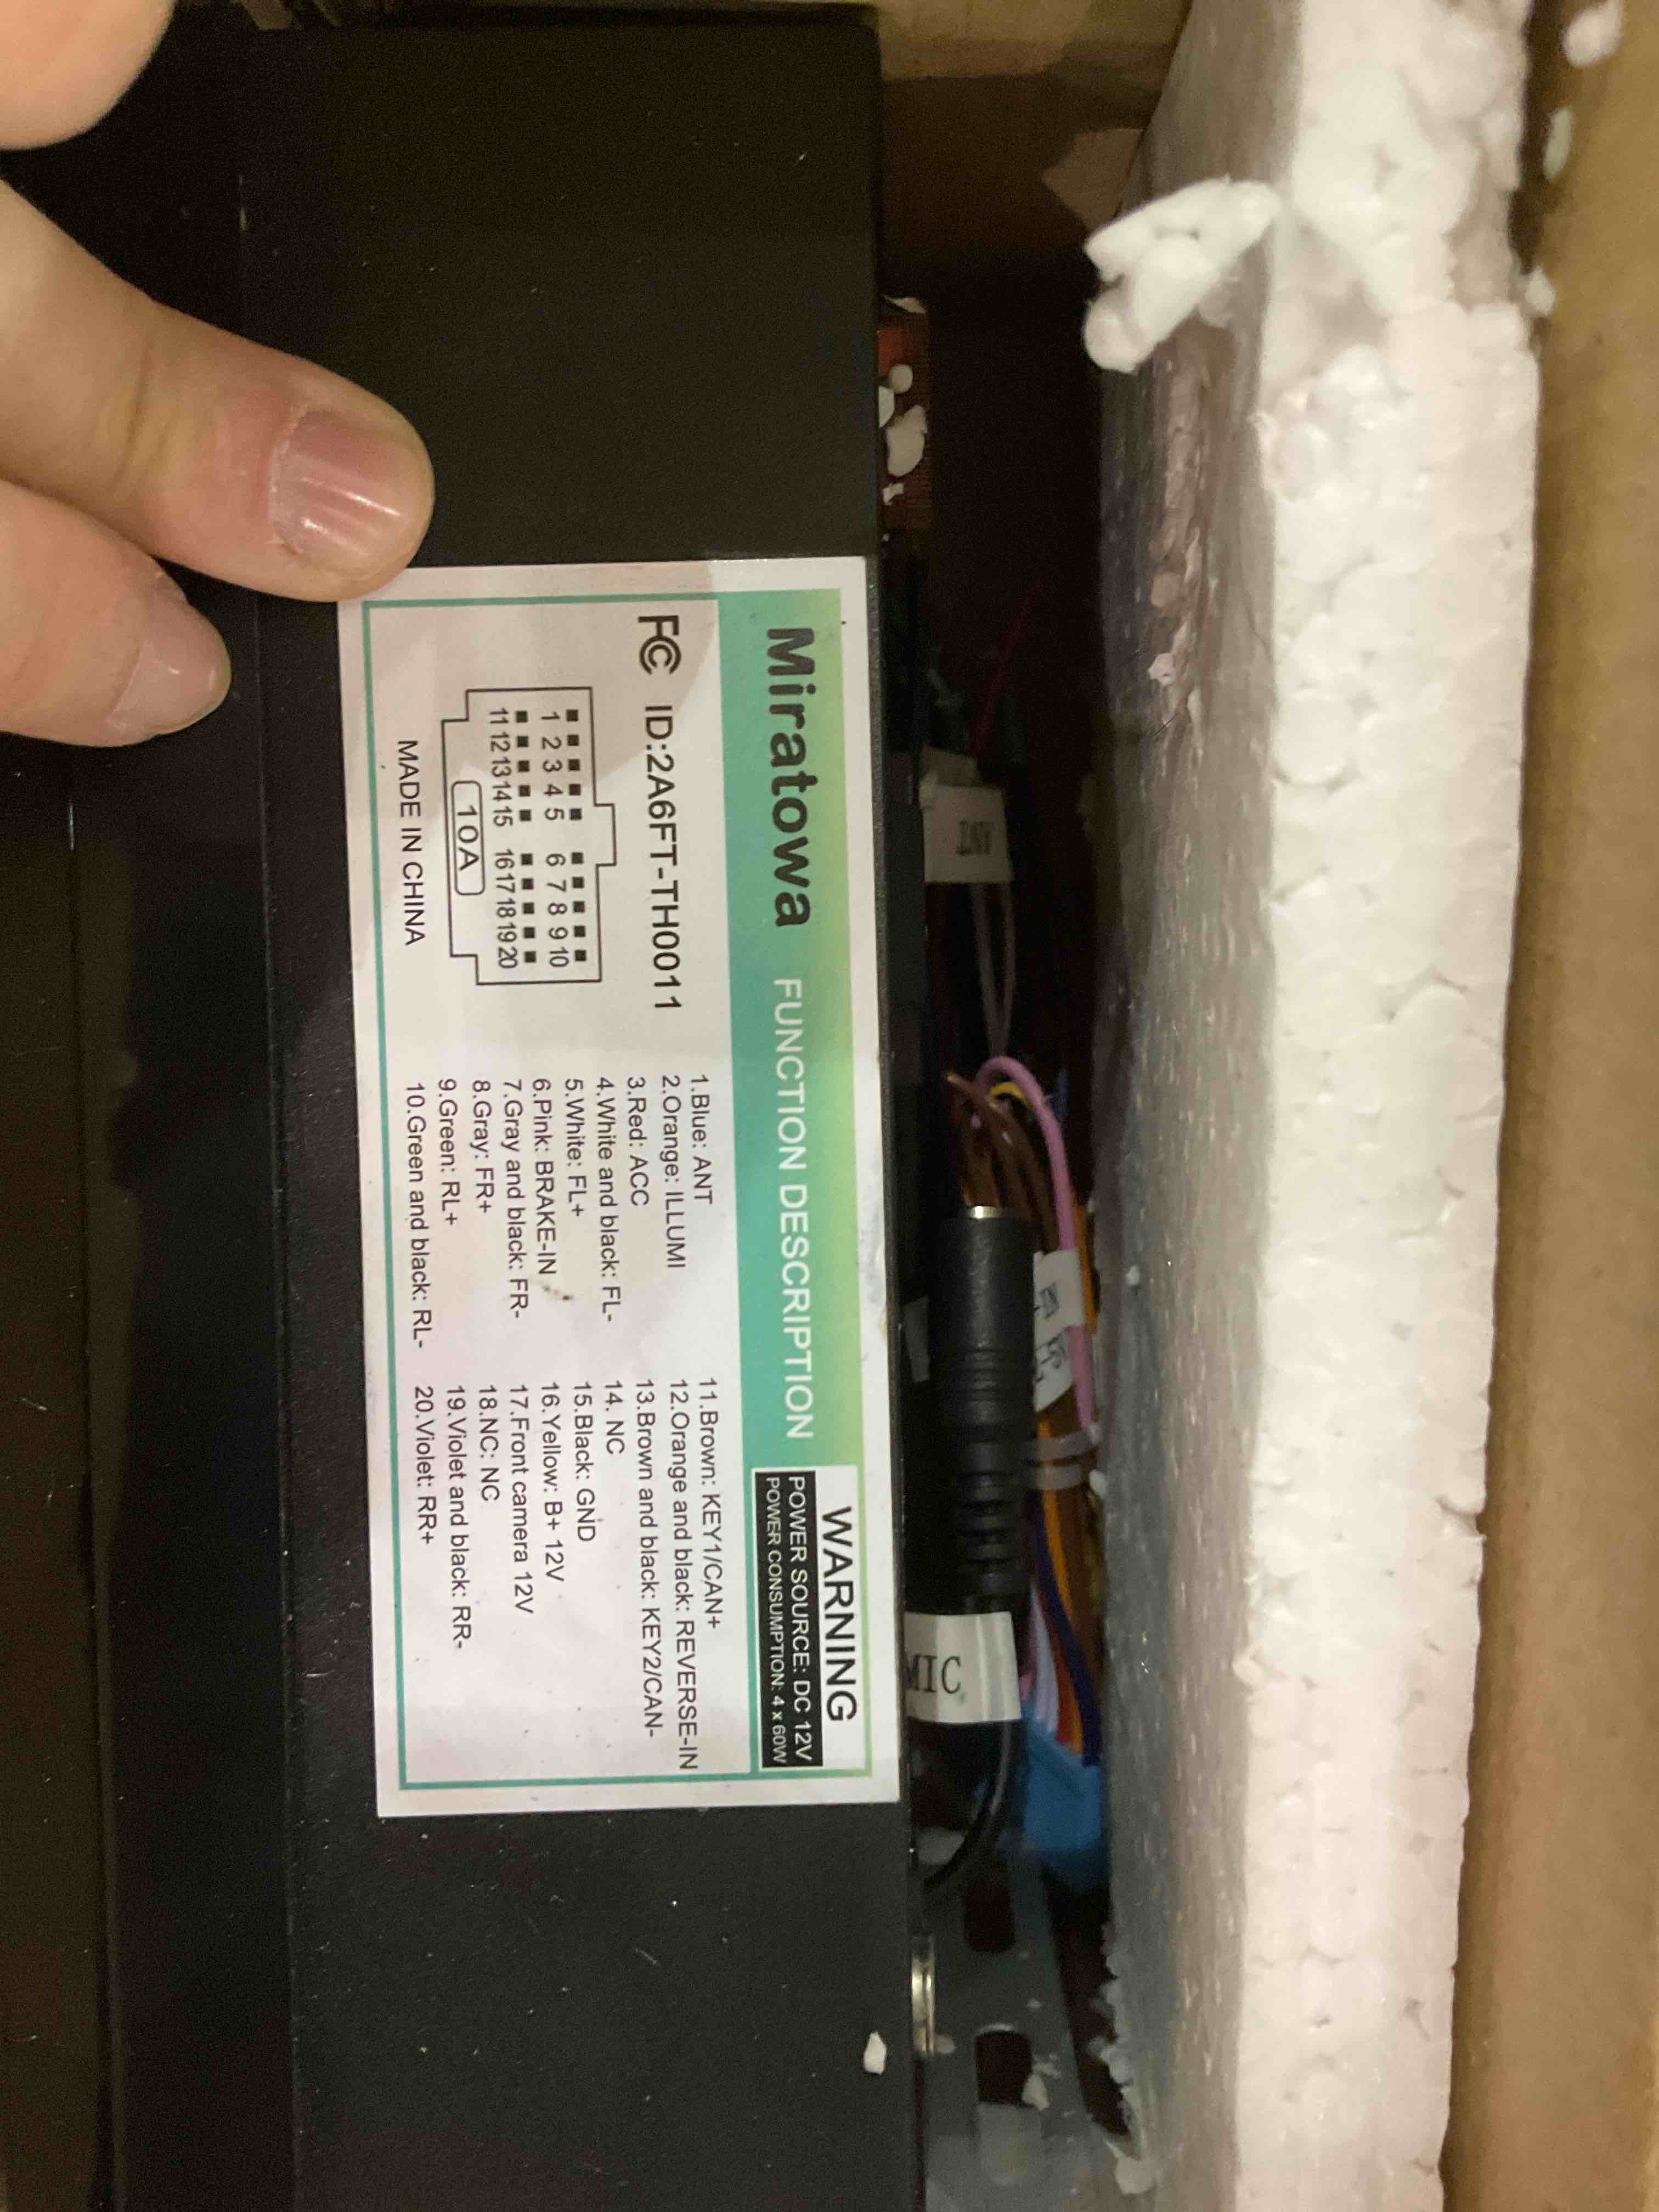 Miratowa FUNCTION DESCRIPTION
WARNING
POWER SOURCE: DC 12V
POWER CONSUMPTION: 4 x 60W
FC ID:2A6FT-TH0011
1 2 3 4 5 6 7 8 9 10
11 12 13 14 15 16 17 18 19 20
10A
MADE IN CHINA
1.Blue: ANT
2.Orange: ILLUMI
3.Red: ACC
4.White and black: FL-
5.White: FL+
6.Pink: BRAKE-IN
7.Gray and black: FR-
8.Gray: FR+
9.Green: RL+
10.Green and black: RL-
11.Brown: KEY1/CAN+
12.Orange and black: REVERSE-IN
13.Brown and black: KEY2/CAN-
14. NC
15.Black: GND
16.Yellow: B+ 12V
17.Front camera 12V
18.NC: NC
19.Violet and black: RR-
20.Violet: RR+
MIC